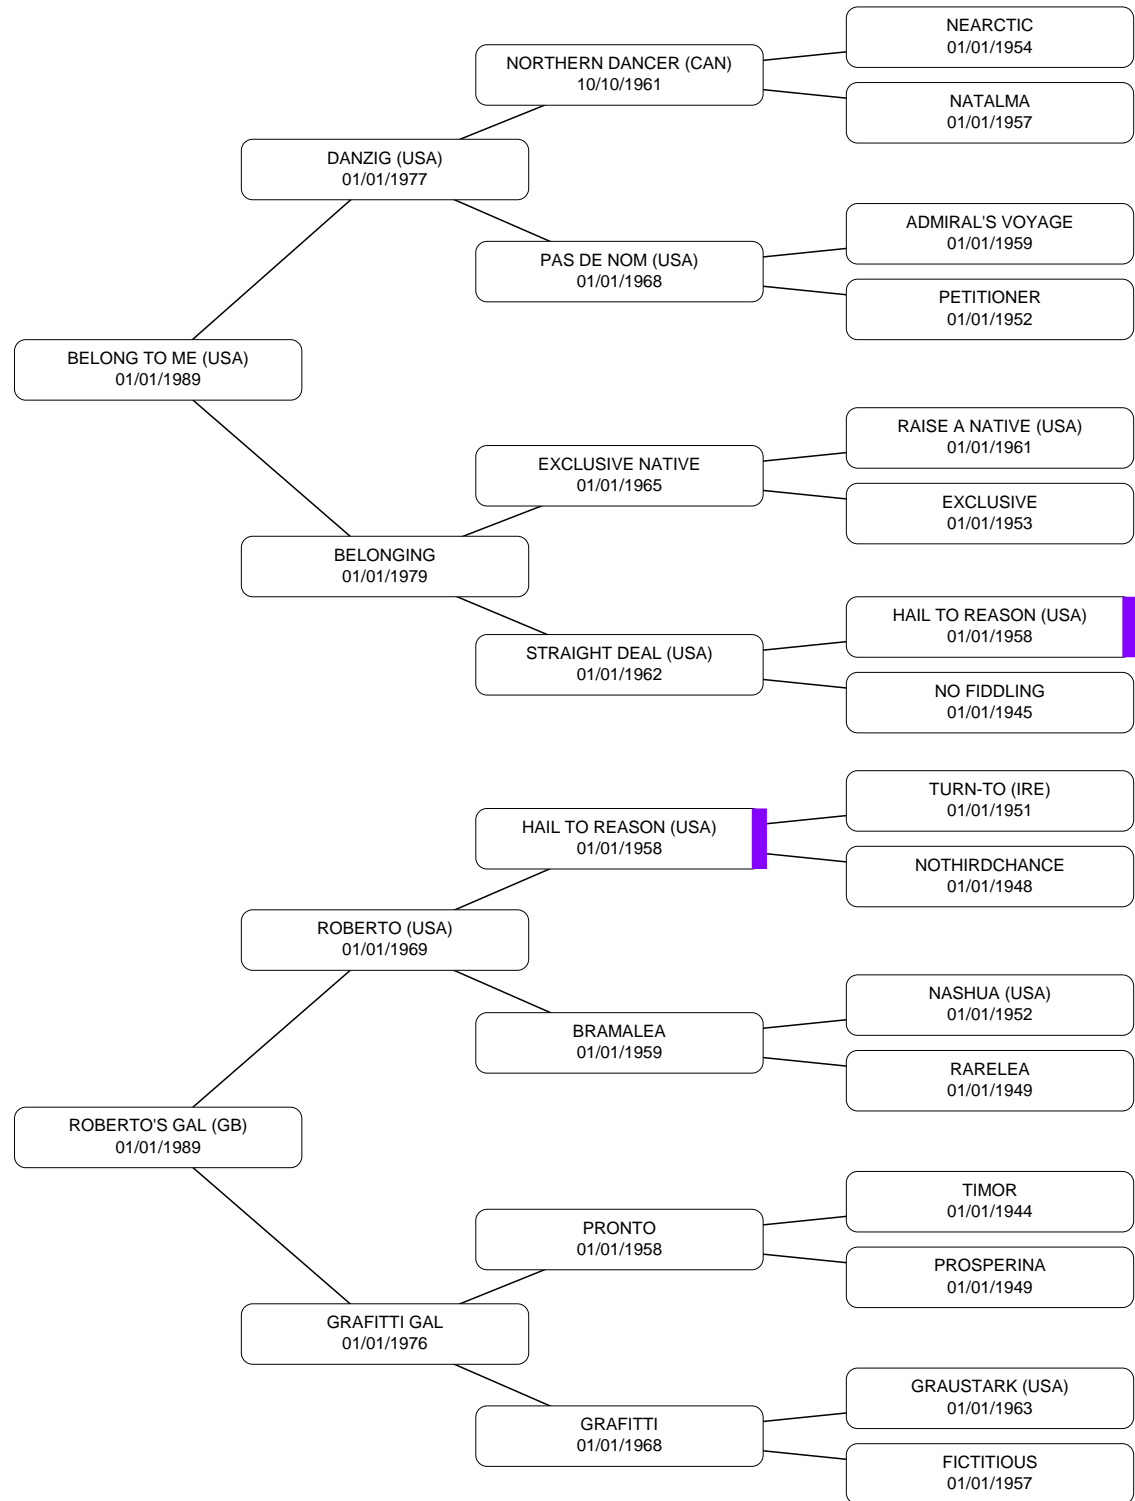 NEARCTIC
01/01/1954
NORTHERN DANCER (CAN)
10/10/1961
NATALMA
01/01/1957
DANZIG (USA)
01/01/1977
ADMIRAL'S VOYAGE
01/01/1959
PAS DE NOM (USA)
01/01/1968
PETITIONER
01/01/1952
BELONG TO ME (USA)
01/01/1989
RAISE A NATIVE (USA)
01/01/1961
EXCLUSIVE NATIVE
01/01/1965
EXCLUSIVE
01/01/1953
BELONGING
01/01/1979
HAIL TO REASON (USA)
01/01/1958
STRAIGHT DEAL (USA)
01/01/1962
NO FIDDLING
01/01/1945
TURN-TO (IRE)
01/01/1951
HAIL TO REASON (USA)
01/01/1958
NOTHIRDCHANCE
01/01/1948
ROBERTO (USA)
01/01/1969
NASHUA (USA)
01/01/1952
BRAMALEA
01/01/1959
RARELEA
01/01/1949
ROBERTO'S GAL (GB)
01/01/1989
TIMOR
01/01/1944
PRONTO
01/01/1958
PROSPERINA
01/01/1949
GRAFITTI GAL
01/01/1976
GRAUSTARK (USA)
01/01/1963
GRAFITTI
01/01/1968
FICTITIOUS
01/01/1957